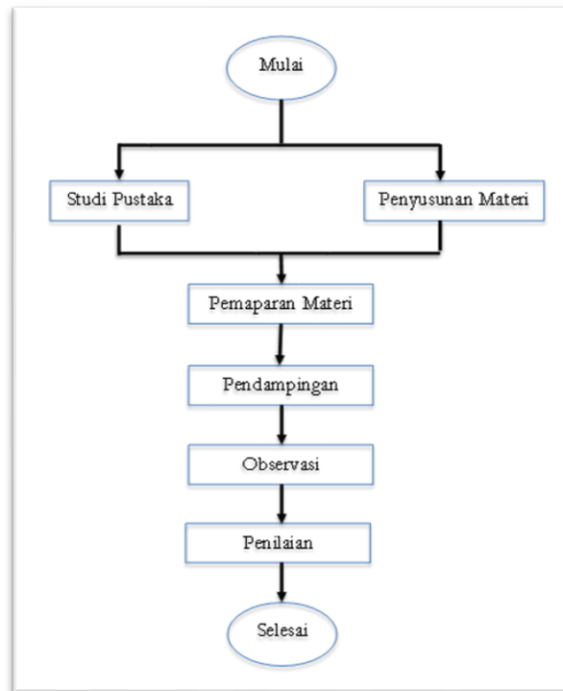 Mulai
Studi Pustaka
Penyusunan Materi
Pemaparan Materi
Pendampingan
Observasi
Penilaian
Selesai